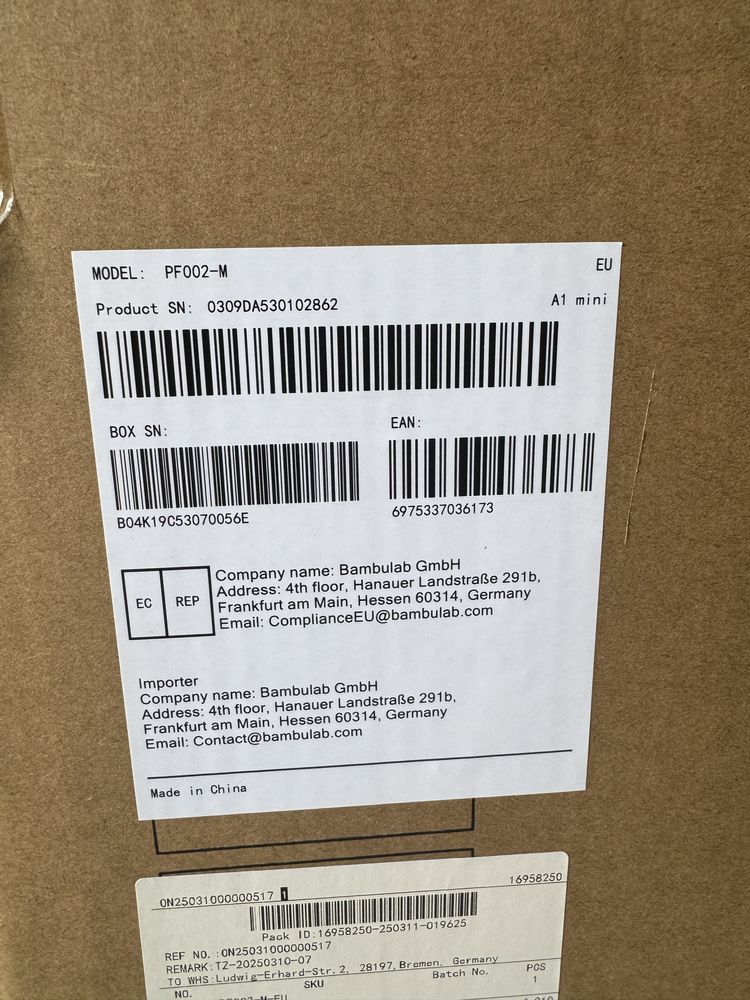 MODEL: PF002-M
EU
Product SN: 0309DA530102862
A1 mini
BOX SN:
EAN:
B04K19C53070056E
6975337036173
EC REP
Company name: Bambulab GmbH
Address: 4th floor, Hanauer Landstraße 291b,
Frankfurt am Main, Hessen 60314, Germany
Email: ComplianceEU@bambulab.com
Importer
Company name: Bambulab GmbH
Address: 4th floor, Hanauer Landstraße 291b,
Frankfurt am Main, Hessen 60314, Germany
Email: Contact@bambulab.com
Made in China
0N25031000000517 1
16958250
Pack ID:16958250-250311-019625
REF NO.:0N25031000000517
REMARK:TZ-20250310-07
TO WHS:Ludwig-Erhard-Str. 2, 28197, Bremen, Germany
NO. SKU Batch No. PCS
1